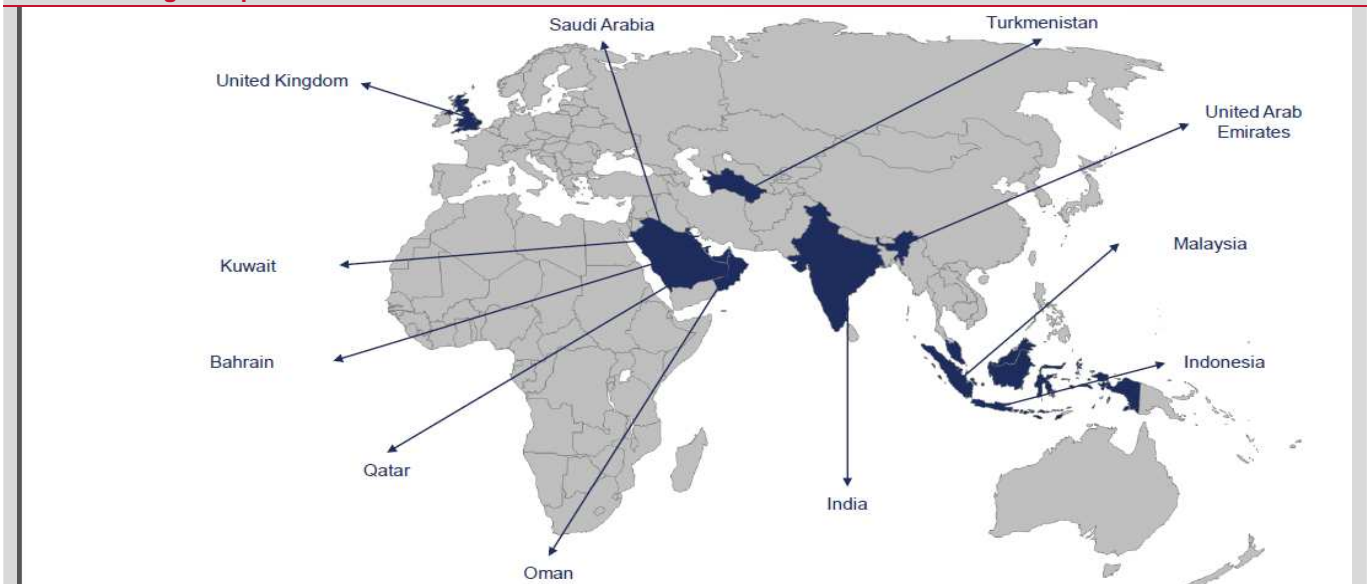 Saudi Arabia
Turkmenistan
United Kingdom
United Arab
Emirates
Malaysia
Kuwait
Bahrain
Indonesia
Qatar
India
Oman